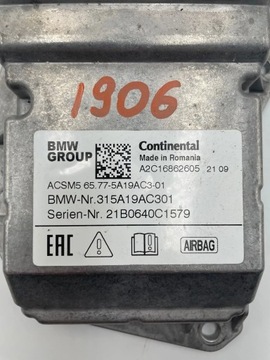 1906
BMW GROUP
Continental
Made in Romania
A2C16862605 21 09
ACSM5 65.77-5A19AC3-01
BMW-Nr.315A19AC301
Serien-Nr. 21B0640C1579
EAC AIRBAG